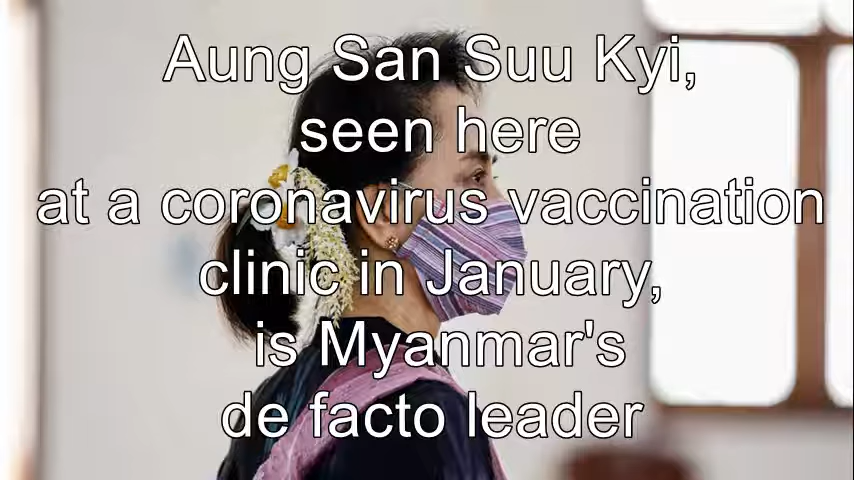 Aung San Suu Kyi,
seen here
at a coronavirus vaccination
clinic in January,
is Myanmar's
de facto leader